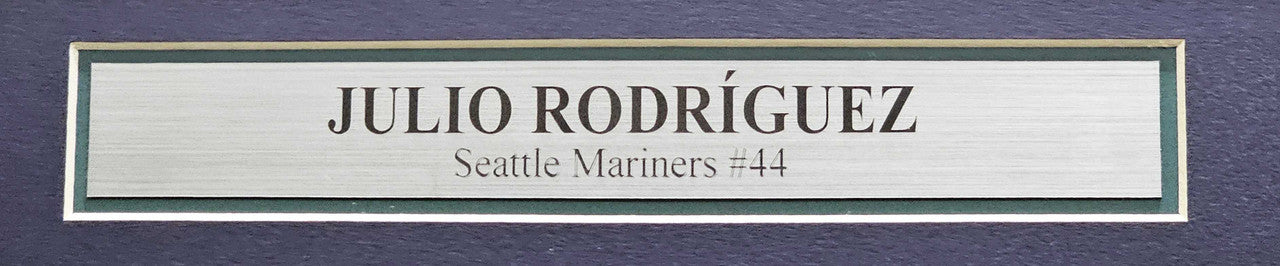 JULIO RODRÍGUEZ
Seattle Mariners #44